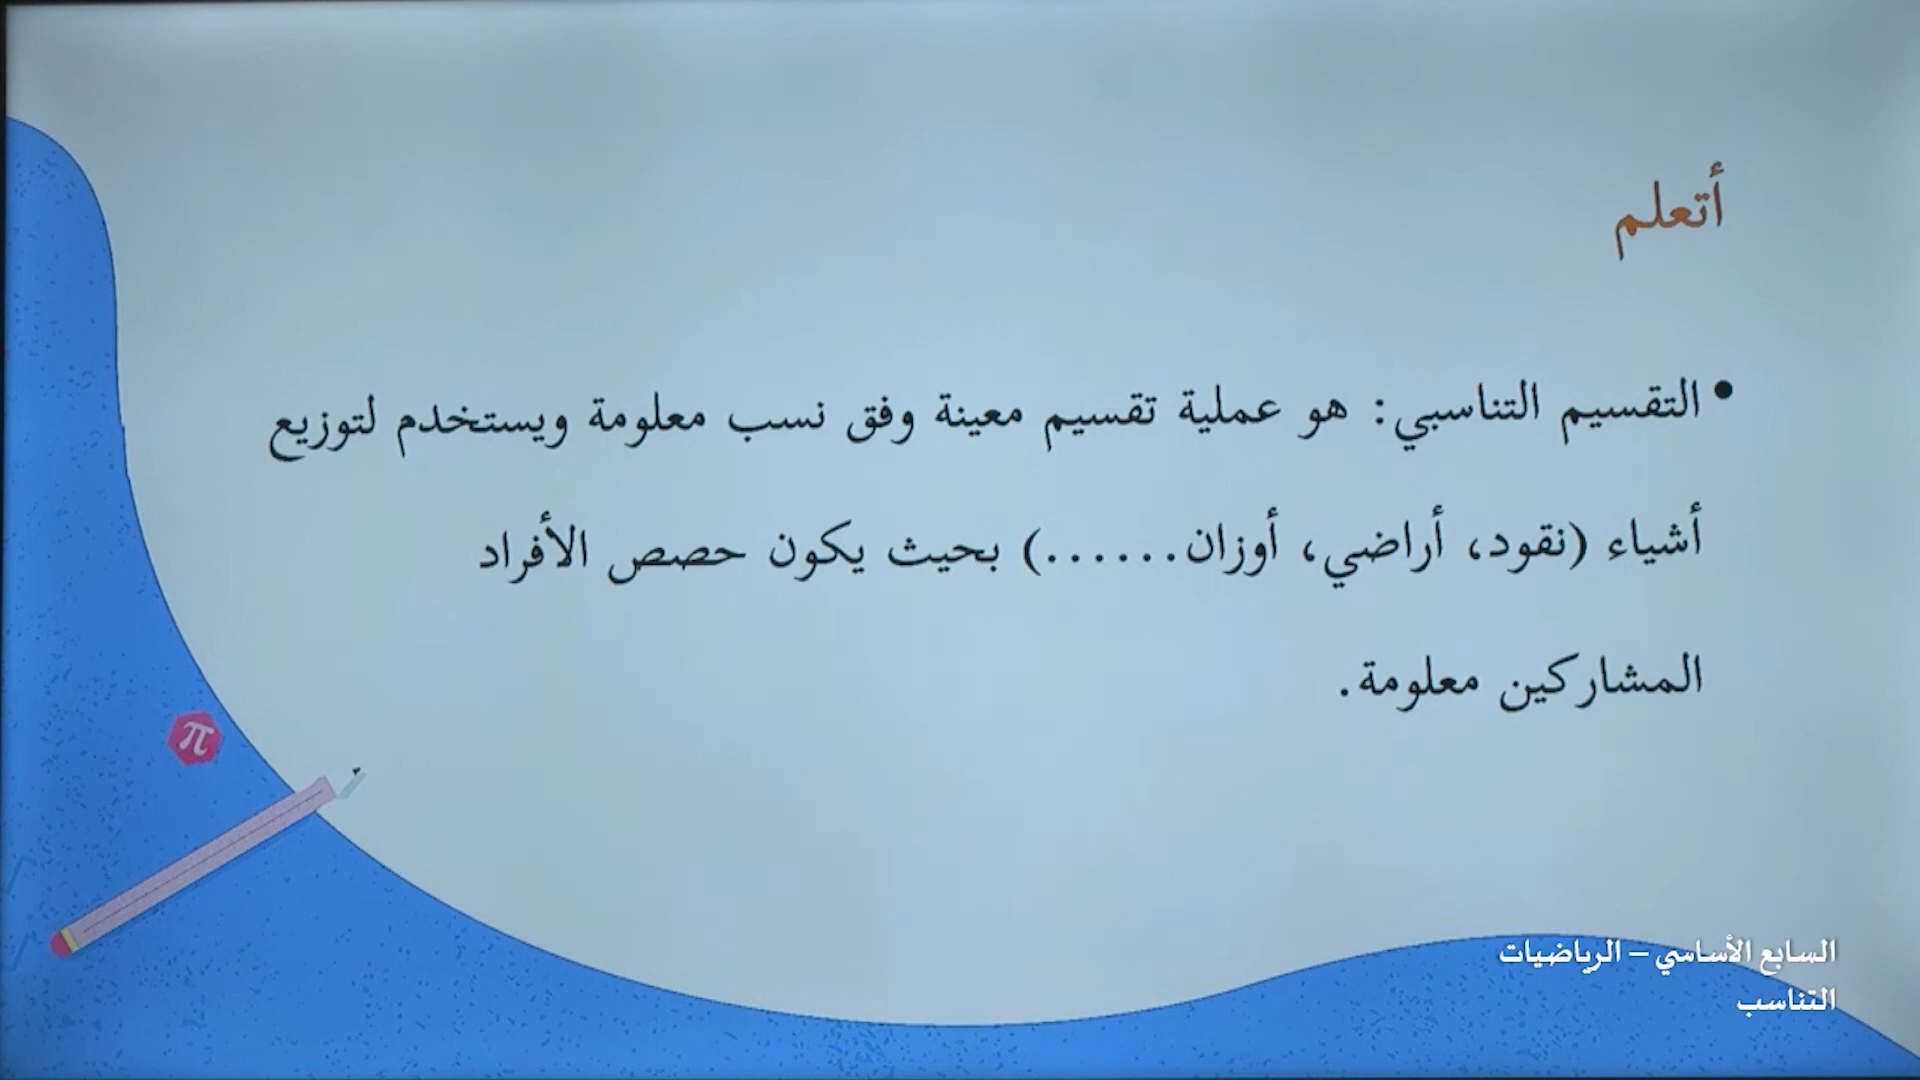 أتعلم
• التقسيم التناسبي: هو عملية تقسيم معينة وفق نسب معلومة ويستخدم لتوزيع
أشياء (نقود، أراضي، أوزان......) بحيث يكون حصص الأفراد
المشاركين معلومة.
π
السابع الأساسي – الرياضيات
التناسب